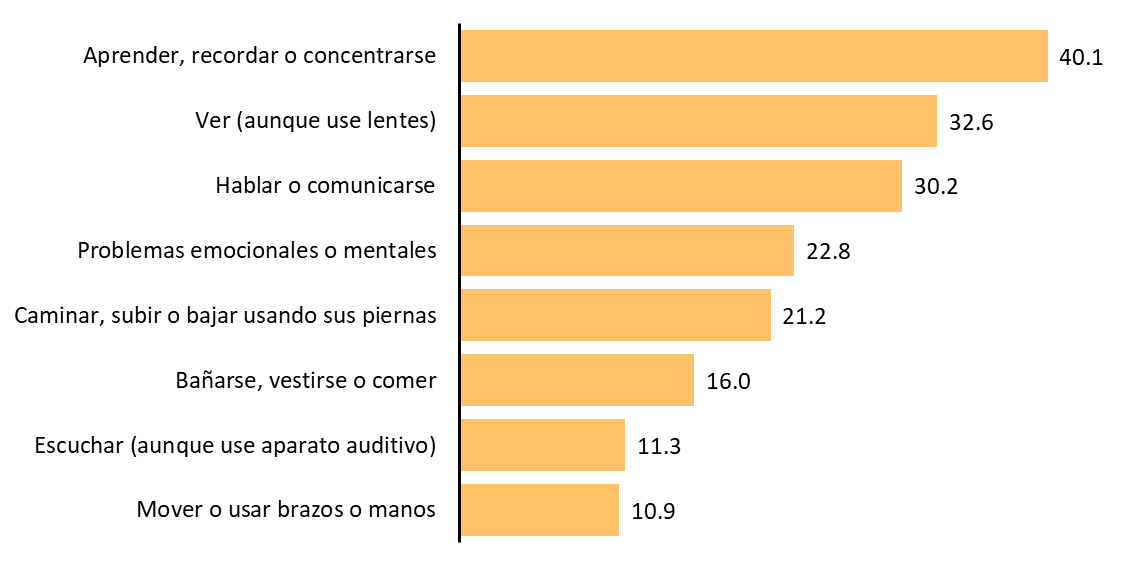 Aprender, recordar o concentrarse 40.1
Ver (aunque use lentes) 32.6
Hablar o comunicarse 30.2
Problemas emocionales o mentales 22.8
Caminar, subir o bajar usando sus piernas 21.2
Bañarse, vestirse o comer 16.0
Escuchar (aunque use aparato auditivo) 11.3
Mover o usar brazos o manos 10.9